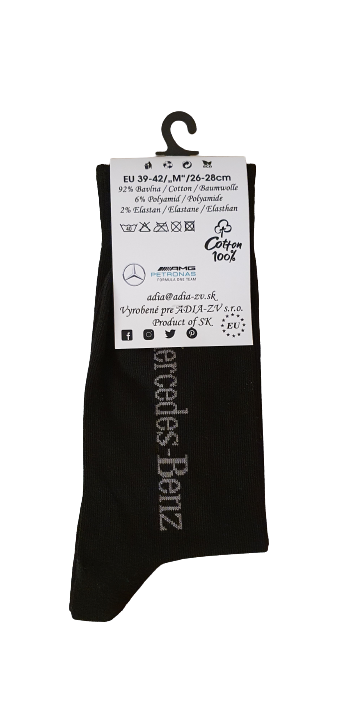 EU 39-42/„M"/26-28cm
92% Bavlna / Cotton / Baumwolle
6% Polyamid / Polyamide
2% Elastan / Elastane / Elasthan
Cotton
100%
AMG
PETRONAS
FORMULA ONE TEAM
adia@adia-zv.sk
Vyrobené pre ADIA-ZV s.r.o.
Product of SK
EU
ercedes-Benz